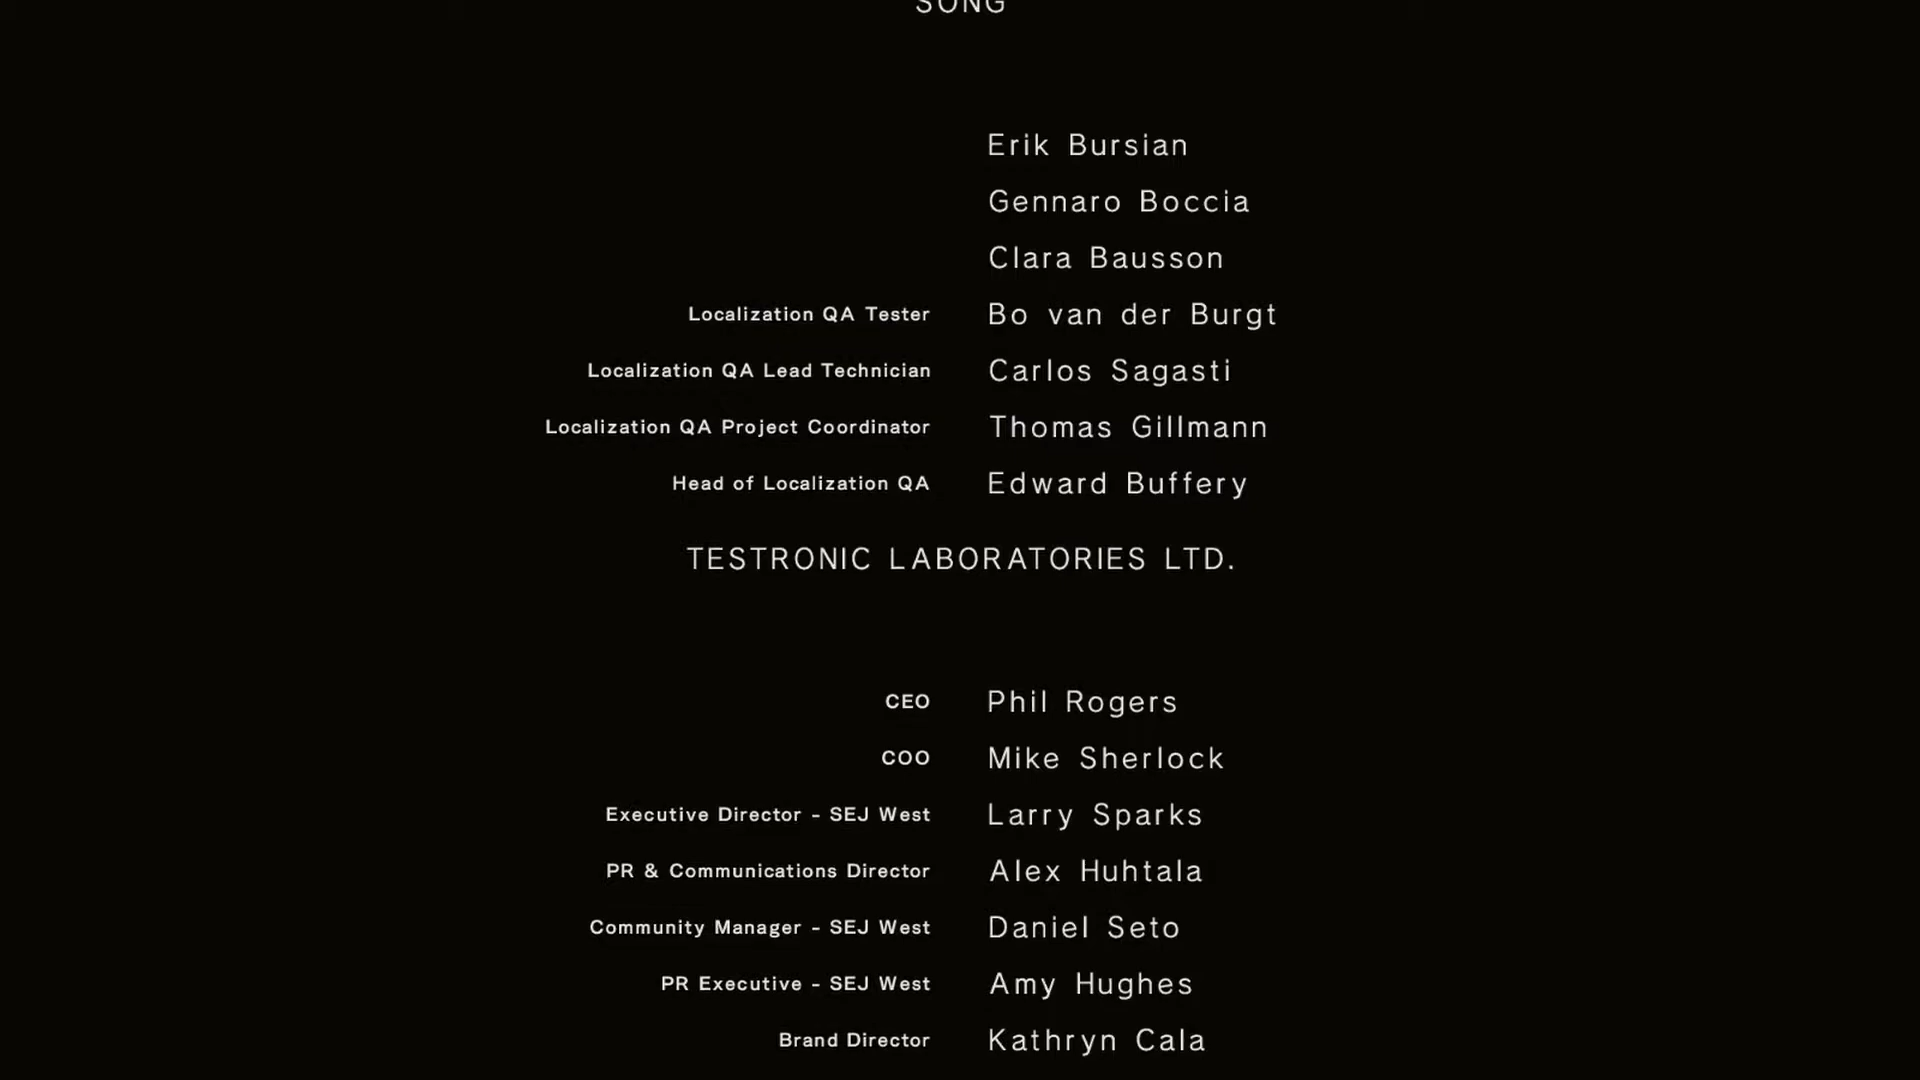 SONG
Erik Bursian
Gennaro Boccia
Clara Bausson
Localization QA Tester Bo van der Burgt
Localization QA Lead Technician Carlos Sagasti
Localization QA Project Coordinator Thomas Gillmann
Head of Localization QA Edward Buffery
TESTRONIC LABORATORIES LTD.
CEO Phil Rogers
COO Mike Sherlock
Executive Director - SEJ West Larry Sparks
PR & Communications Director Alex Huhtala
Community Manager - SEJ West Daniel Seto
PR Executive - SEJ West Amy Hughes
Brand Director Kathryn Cala